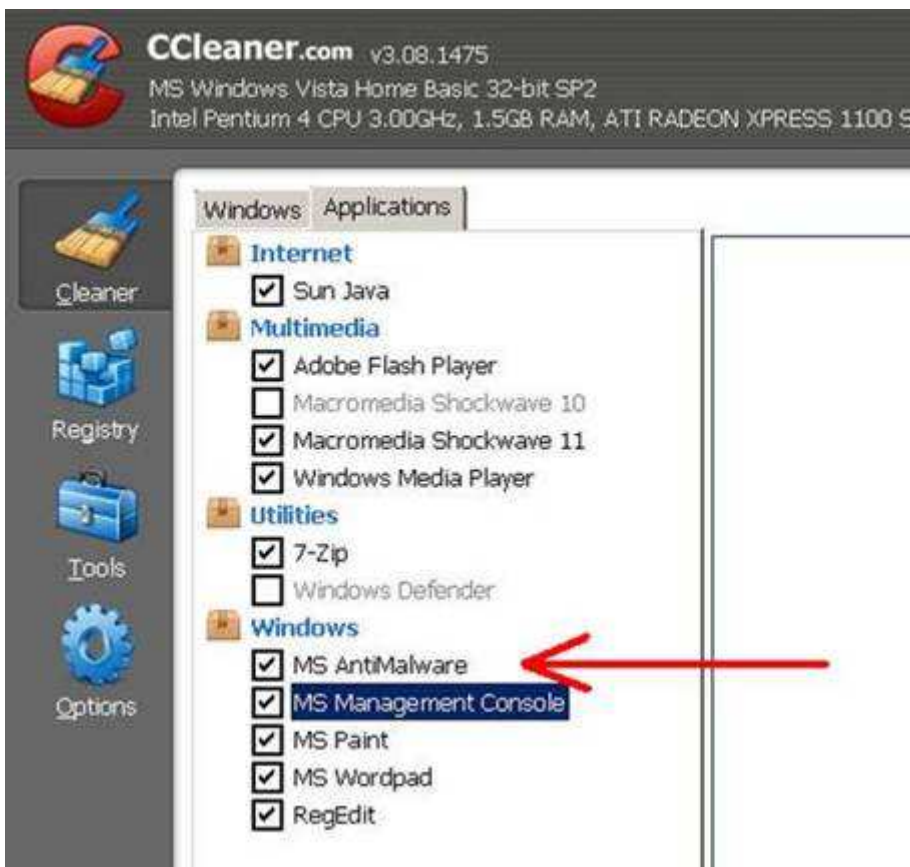 CCleaner.com v3.08.1475
MS Windows Vista Home Basic 32-bit SP2
Intel Pentium 4 CPU 3.00GHz, 1.5GB RAM, ATI RADEON XPRESS 1100 S
Windows Applications
Internet
Sun Java
Multimedia
Adobe Flash Player
Macromedia Shockwave 10
Macromedia Shockwave 11
Windows Media Player
Utilities
7-Zip
Windows Defender
Windows
MS AntiMalware
MS Management Console
MS Paint
MS Wordpad
RegEdit
Cleaner
Registry
Tools
Options